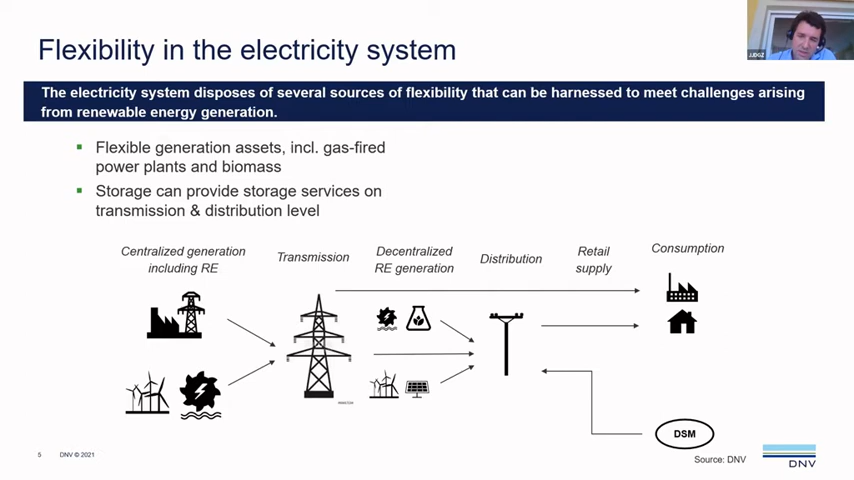 Flexibility in the electricity system
JJDGZ
The electricity system disposes of several sources of flexibility that can be harnessed to meet challenges arising
from renewable energy generation.
▪ Flexible generation assets, incl. gas-fired
power plants and biomass
▪ Storage can provide storage services on
transmission & distribution level
Centralized generation
including RE
Transmission
Decentralized
RE generation
Distribution
Retail
supply
Consumption
DSM
5 DNV © 2021
Source: DNV
DNV